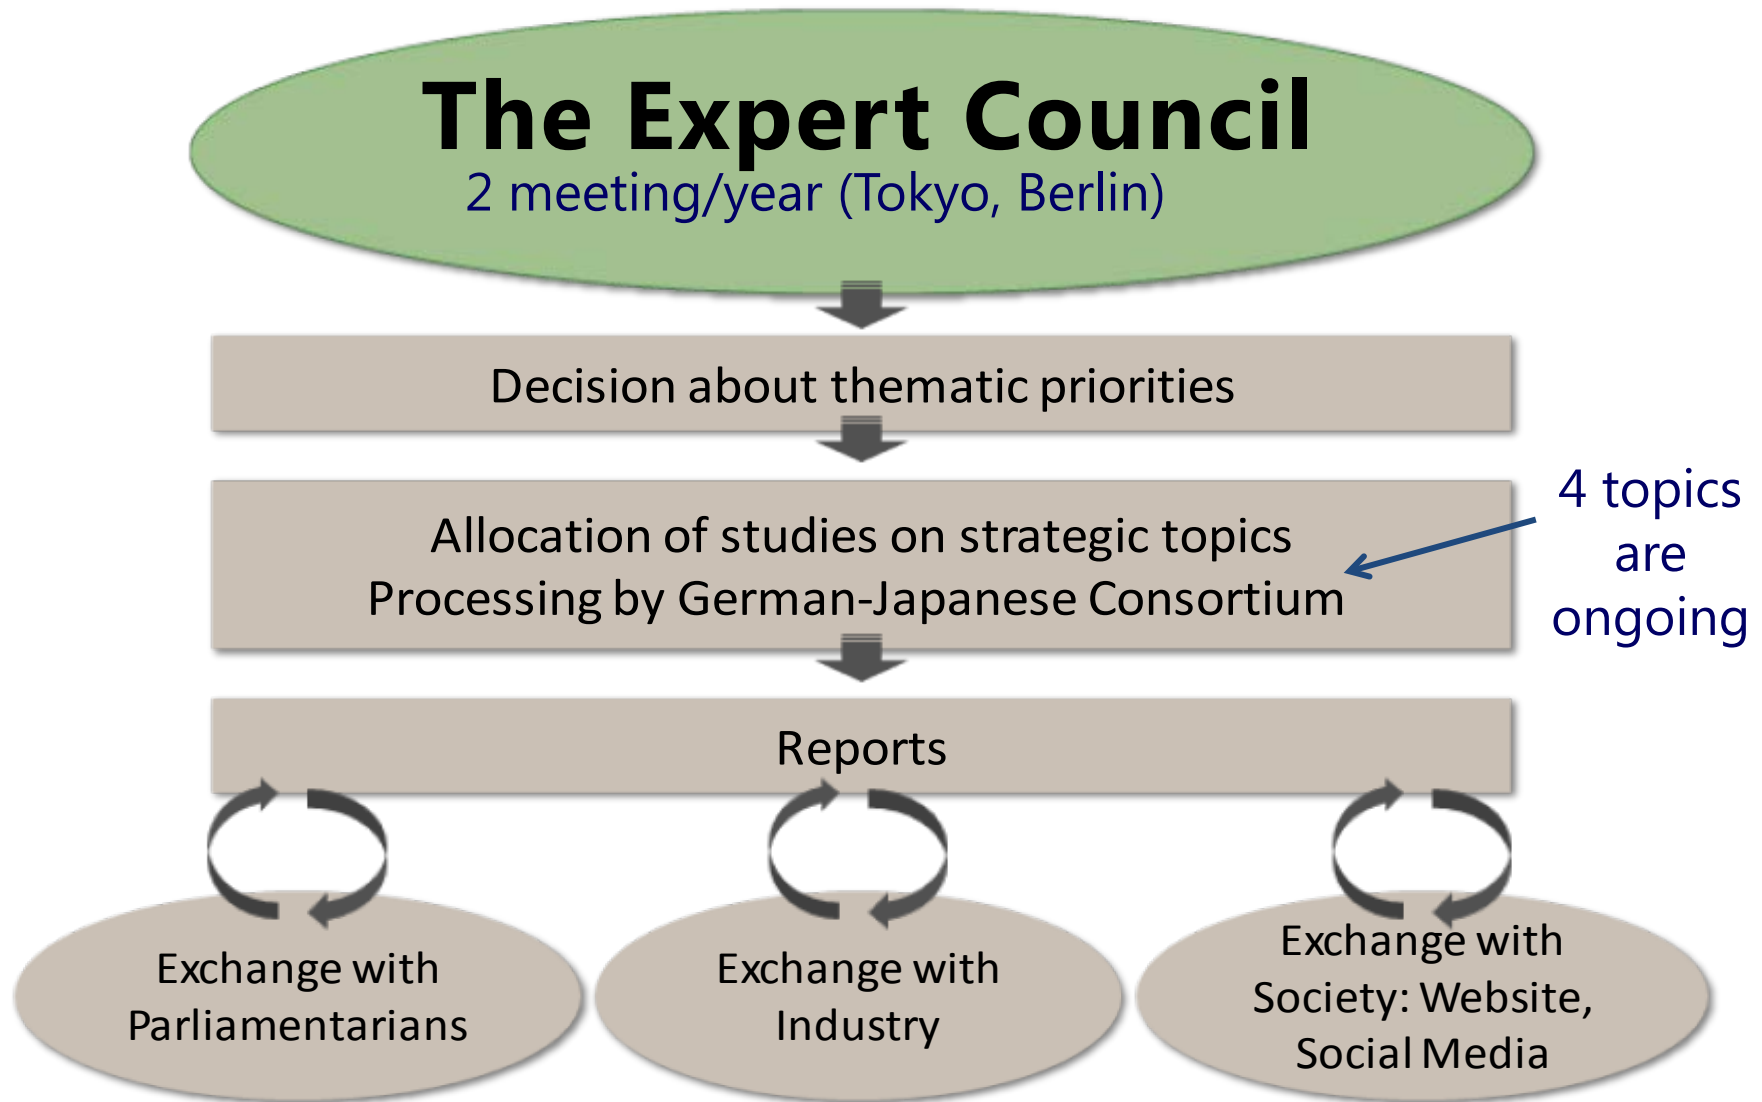 The Expert Council
2 meeting/year (Tokyo, Berlin)
Decision about thematic priorities
Allocation of studies on strategic topics
Processing by German-Japanese Consortium
4 topics
are
ongoing
Reports
Exchange with
Parliamentarians
Exchange with
Industry
Exchange with
Society: Website,
Social Media